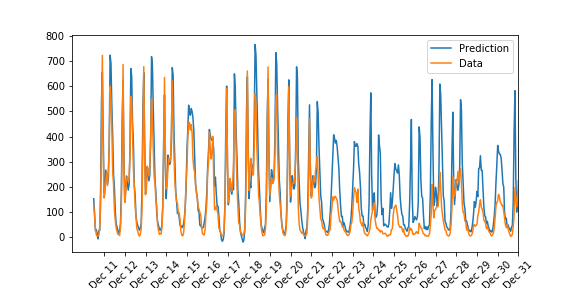 800
700
600
500
400
300
200
100
0
Prediction
Data
Dec 11
Dec 12
Dec 13
Dec 14
Dec 15
Dec 16
Dec 17
Dec 18
Dec 19
Dec 20
Dec 21
Dec 22
Dec 23
Dec 24
Dec 25
Dec 26
Dec 27
Dec 28
Dec 29
Dec 30
Dec 31